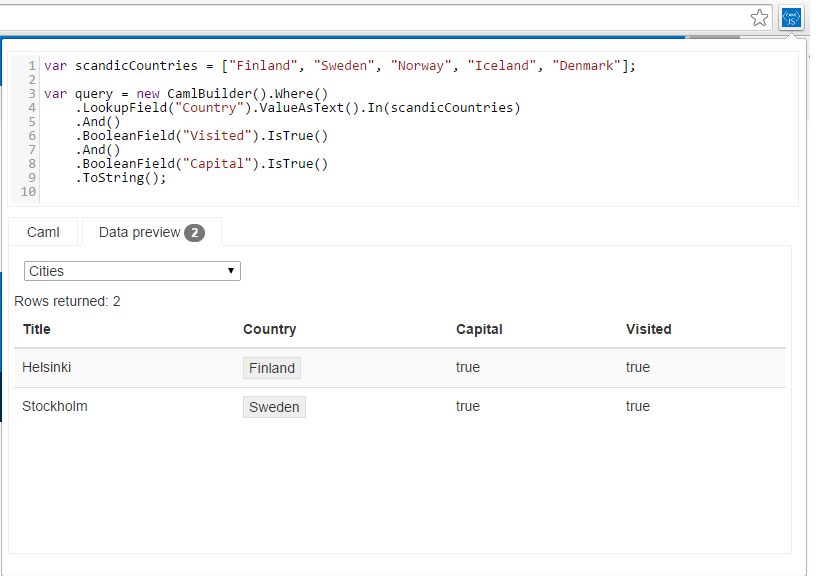 CAML
JS
1 var scandicCountries = ["Finland", "Sweden", "Norway", "Iceland", "Denmark"];
2
3 var query = new CamlBuilder().Where()
4 .LookupField("Country").ValueAsText().In(scandicCountries)
5 .And()
6 .BooleanField("Visited").IsTrue()
7 .And()
8 .BooleanField("Capital").IsTrue()
9 .ToString();
10
Caml Data preview 2
Cities
Rows returned: 2
Title Country Capital Visited
Helsinki Finland true true
Stockholm Sweden true true